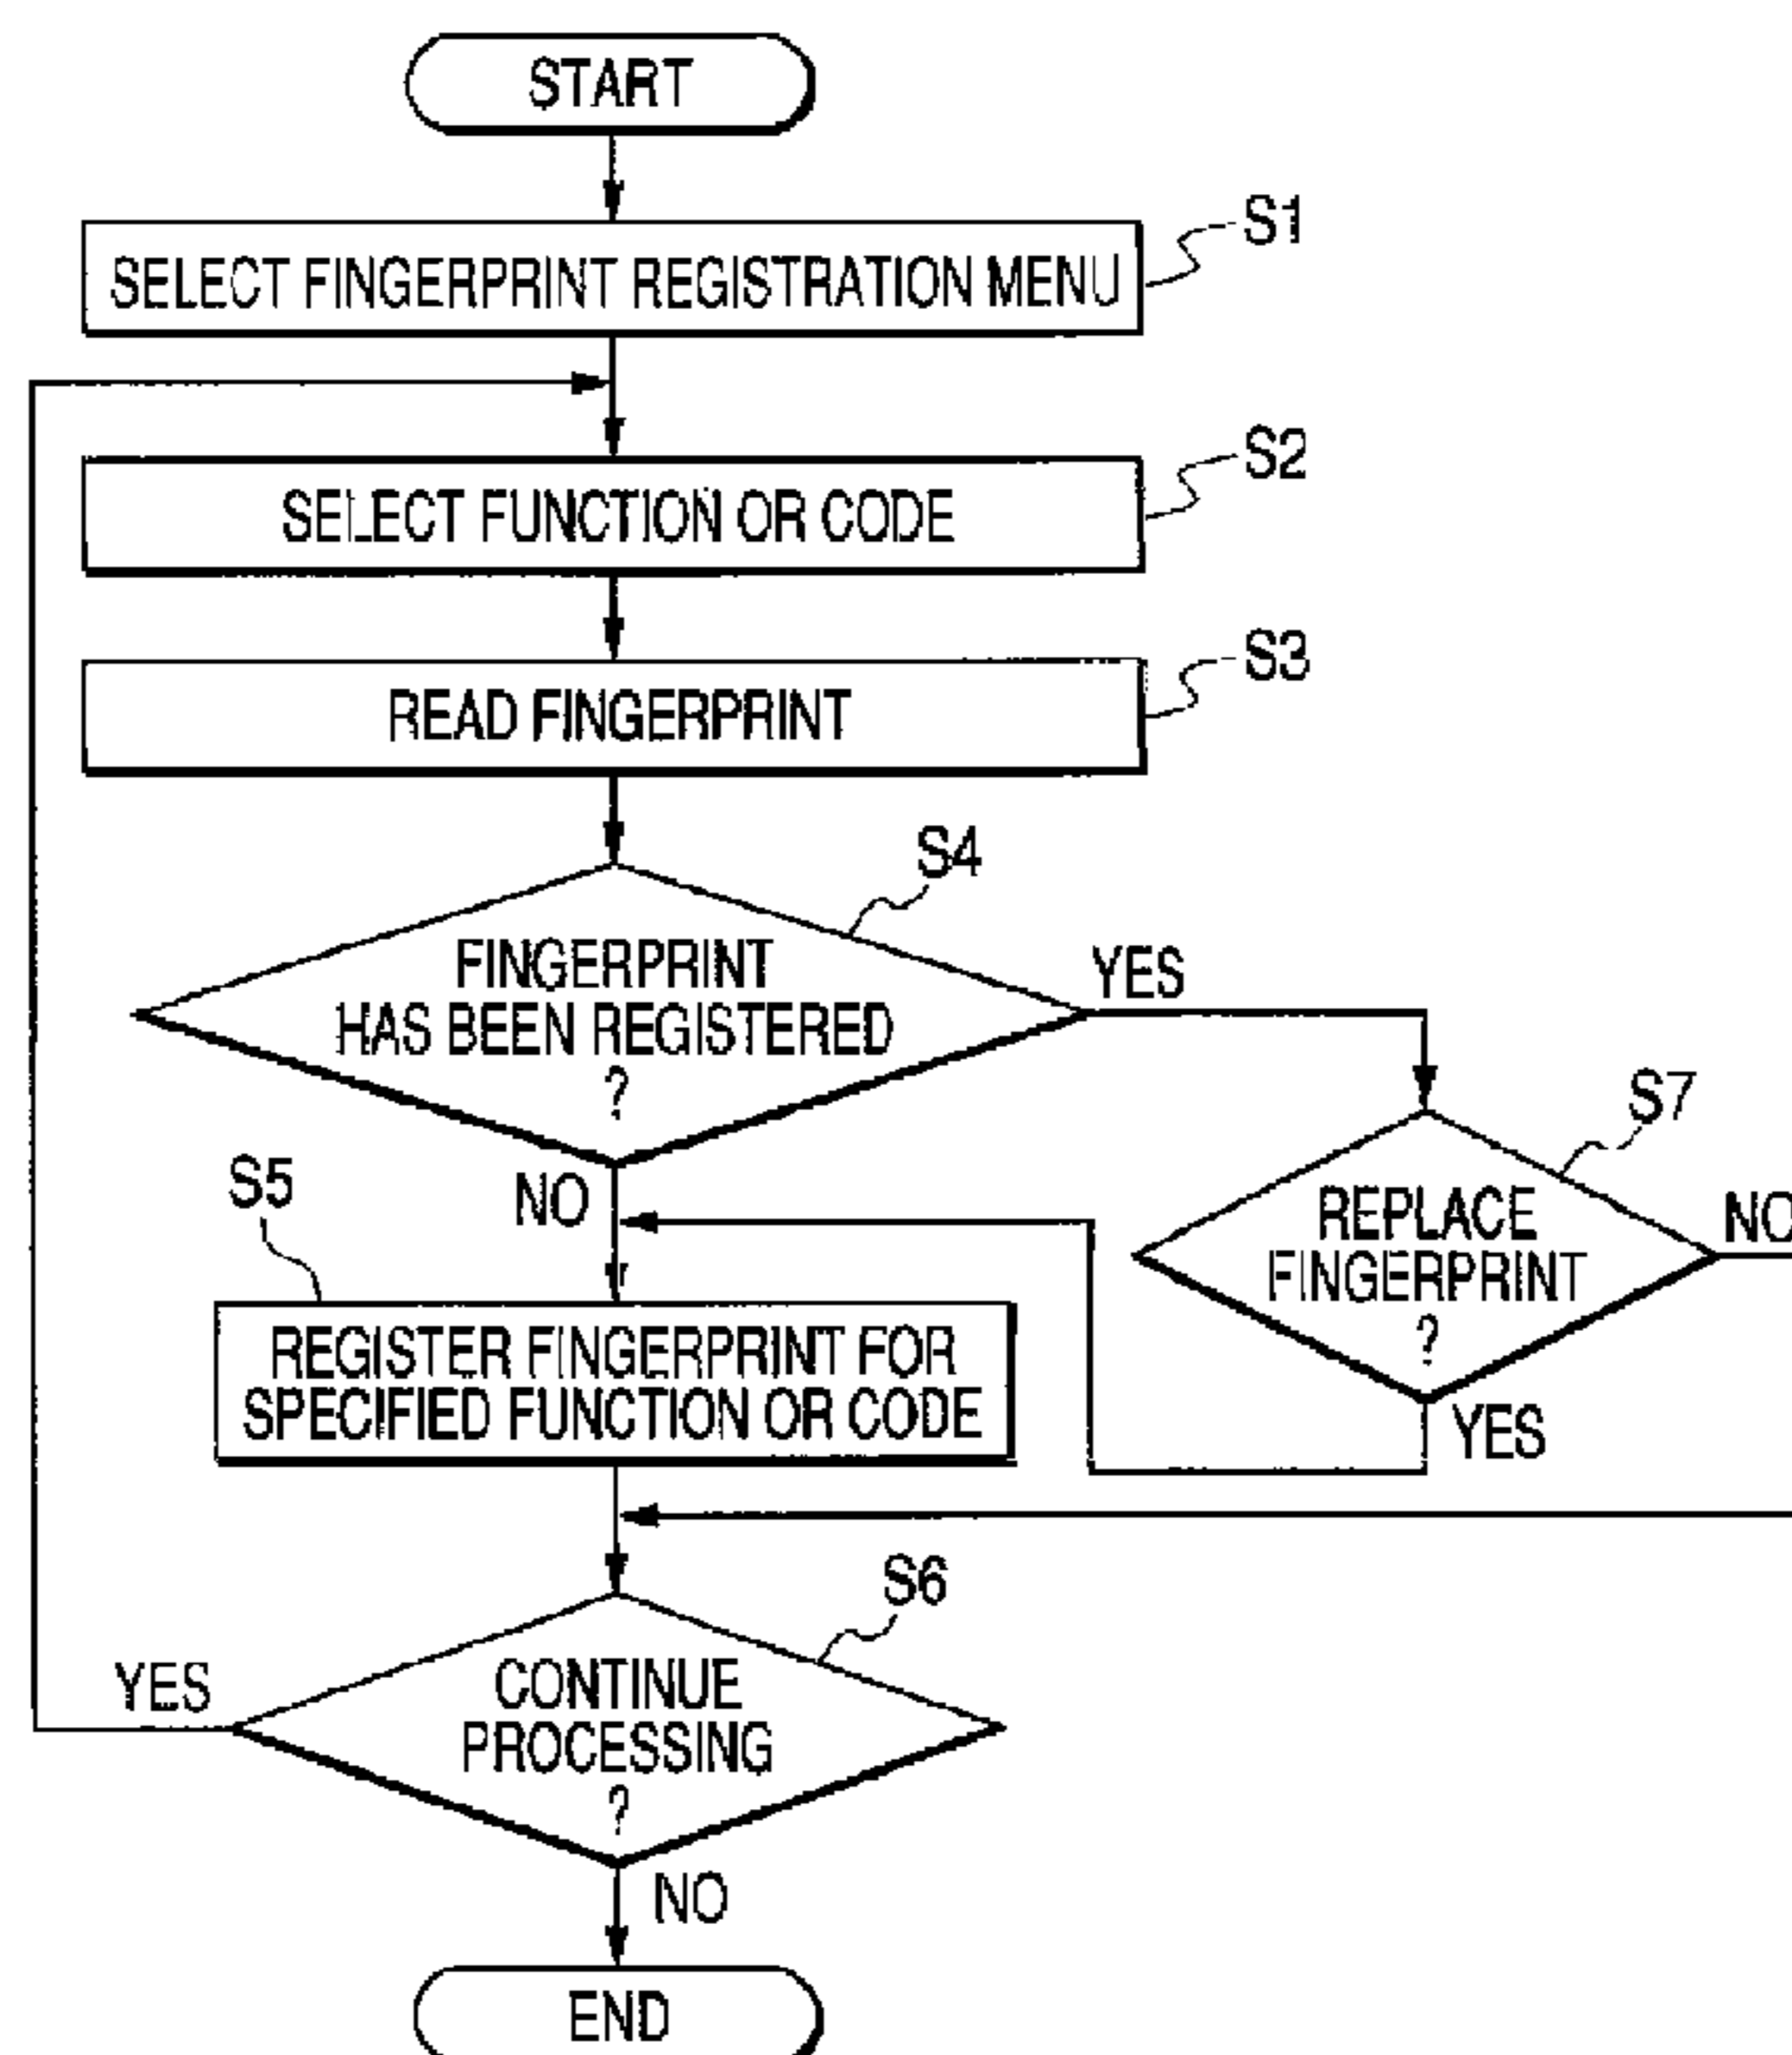 START
SELECT FINGERPRINT REGISTRATION MENU
S1
SELECT FUNCTION OR CODE
S2
READ FINGERPRINT
S3
S4
FINGERPRINT
HAS BEEN REGISTERED
?
YES
NO
S7
REPLACE
FINGERPRINT
?
NO
YES
S5
REGISTER FINGERPRINT FOR
SPECIFIED FUNCTION OR CODE
S6
CONTINUE
PROCESSING
?
YES
NO
END